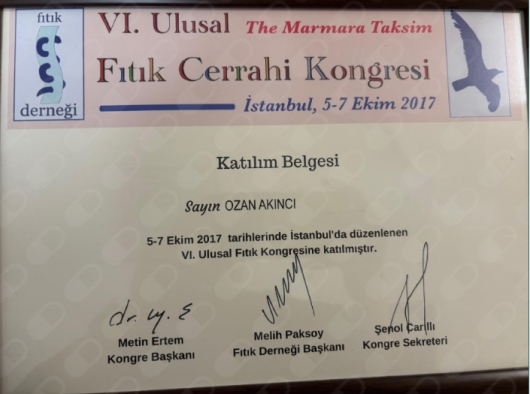 fıtık
derneği
VI. Ulusal The Marmara Taksim
Fıtık Cerrahi Kongresi
İstanbul, 5-7 Ekim 2017
Katılım Belgesi
Sayın OZAN AKINCI
5-7 Ekim 2017 tarihlerinde İstanbul'da düzenlenen
VI. Ulusal Fıtık Kongresine katılmıştır.
dr. M. E
Metin Ertem
Kongre Başkanı
Melih Paksoy
Fıtık Derneği Başkanı
Şenol Carıllı
Kongre Sekreteri